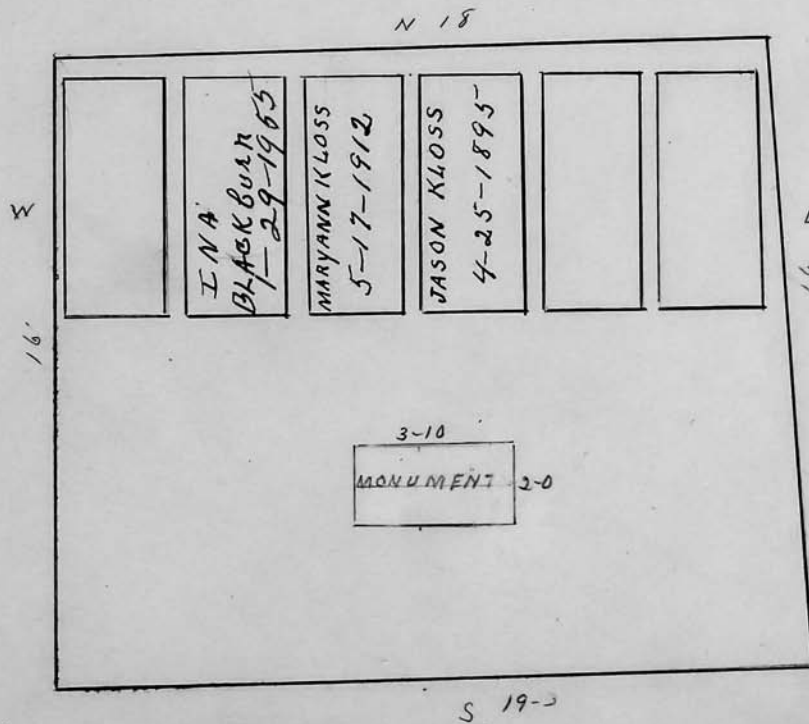 N 18
W
16'
INA
BLACKBURN
1-29-1965
MARYANN KLOSS
5-17-1912
JASON KLOSS
4-25-1895
3-10
MONUMENT
2-0
S 19-